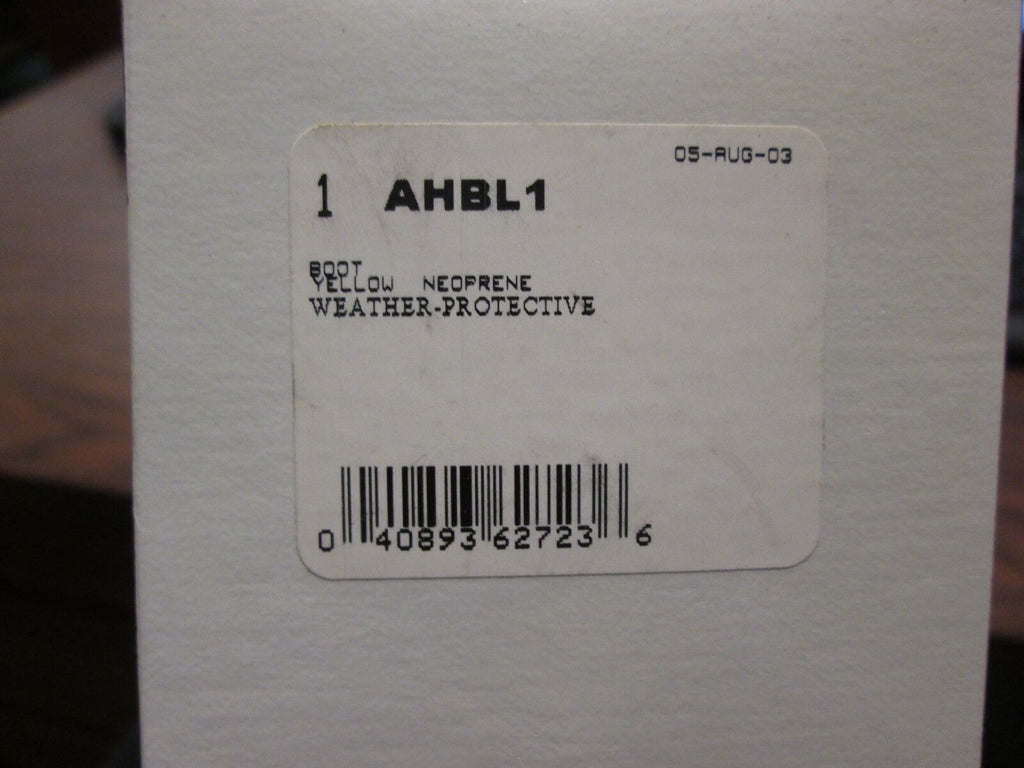 05-AUG-03
1 AHBL1
BOOT
YELLOW NEOPRENE
WEATHER-PROTECTIVE
0 40893 62723 6